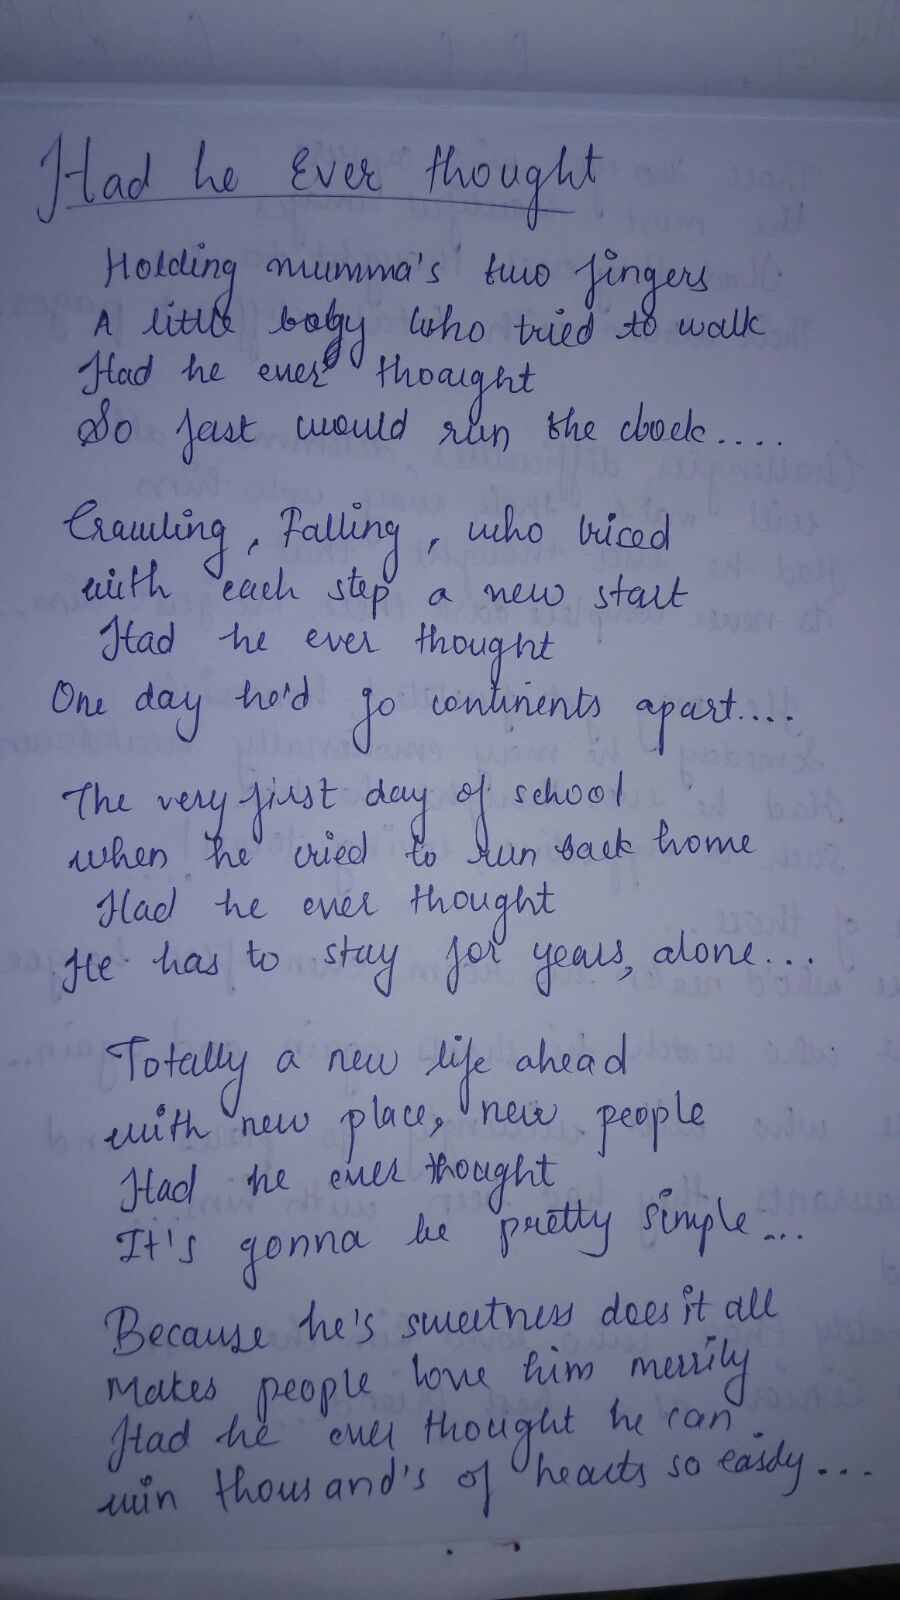 Had he Ever thought
Holding mumma's two fingers
A little baby who tried to walk
Had he ever thought
So fast would run the clock....
Crawling, Falling, who tried
with each step a new start
Had he ever thought
One day he'd go continents apart....
The very first day of school
when he cried to run back home
Had he ever thought
He has to stay for years, alone...
Totally a new life ahead
with new place, new people
Had he ever thought
It's gonna be pretty simple...
Because he's sweetness does it all
Makes people love him merrily
Had he ever thought he can
win thousand's of hearts so easily...